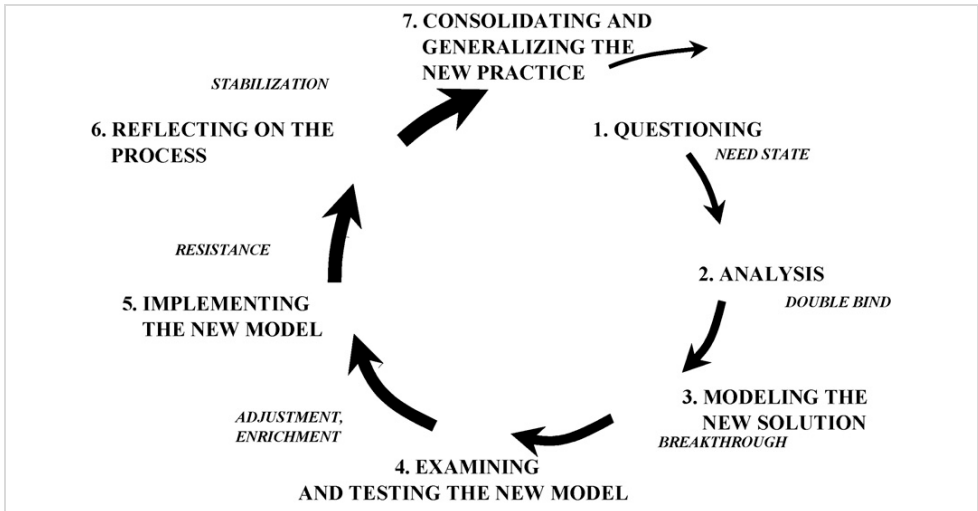 7. CONSOLIDATING AND
GENERALIZING THE
NEW PRACTICE
STABILIZATION
6. REFLECTING ON THE
PROCESS
1. QUESTIONING
NEED STATE
RESISTANCE
2. ANALYSIS
DOUBLE BIND
5. IMPLEMENTING
THE NEW MODEL
3. MODELING THE
NEW SOLUTION
BREAKTHROUGH
ADJUSTMENT,
ENRICHMENT
4. EXAMINING
AND TESTING THE NEW MODEL